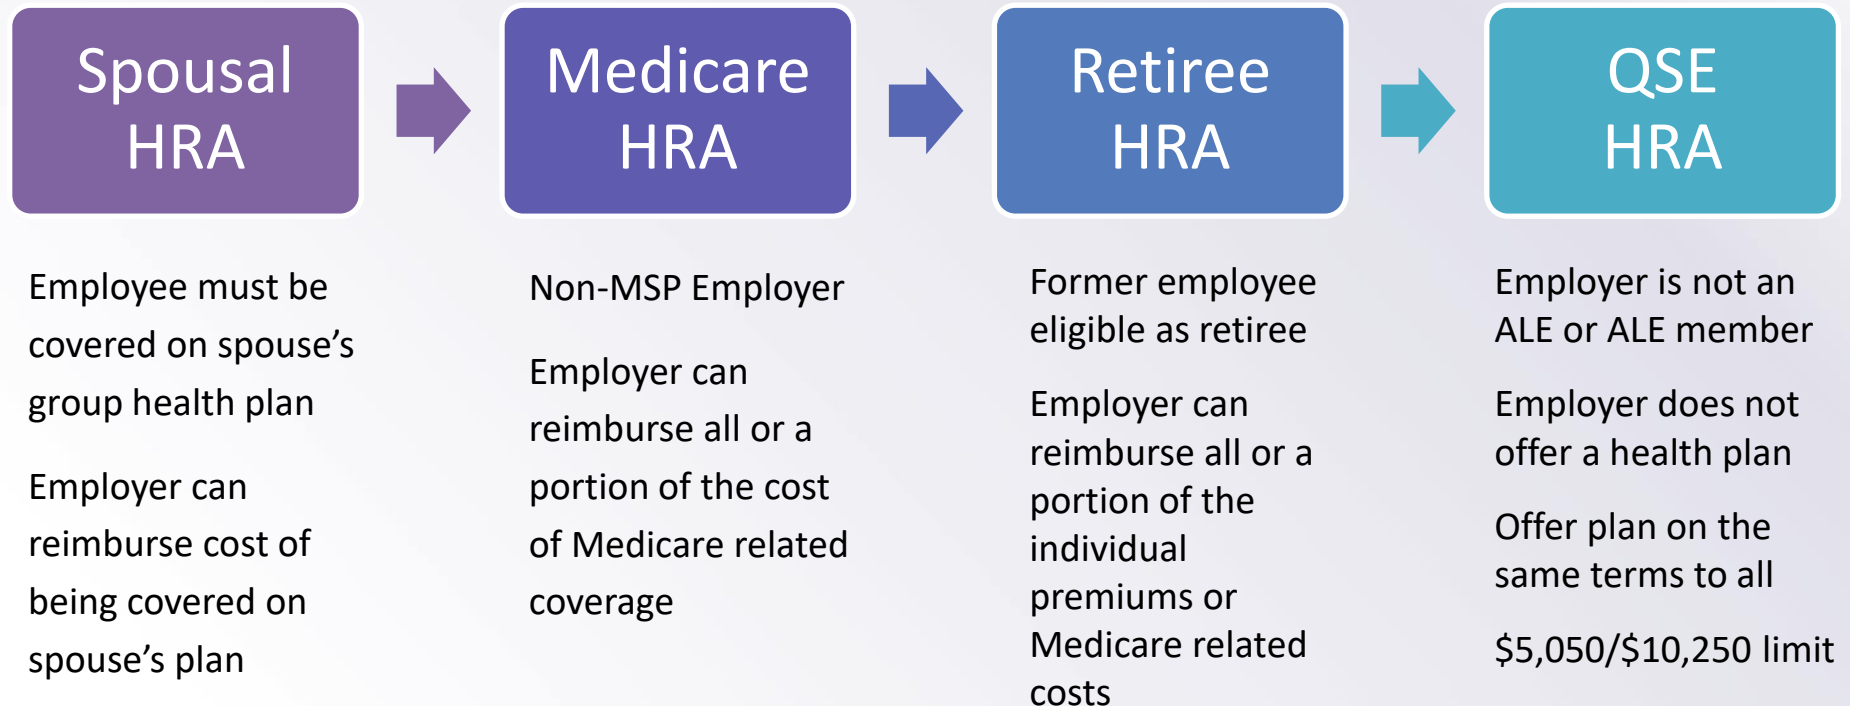 Spousal
HRA
Medicare
HRA
Retiree
HRA
QSE
HRA
Employee must be
covered on spouse’s
group health plan
Employer can
reimburse cost of
being covered on
spouse’s plan
Non-MSP Employer
Employer can
reimburse all or a
portion of the cost
of Medicare related
coverage
Former employee
eligible as retiree
Employer can
reimburse all or a
portion of the
individual
premiums or
Medicare related
costs
Employer is not an
ALE or ALE member
Employer does not
offer a health plan
Offer plan on the
same terms to all
$5,050/$10,250 limit